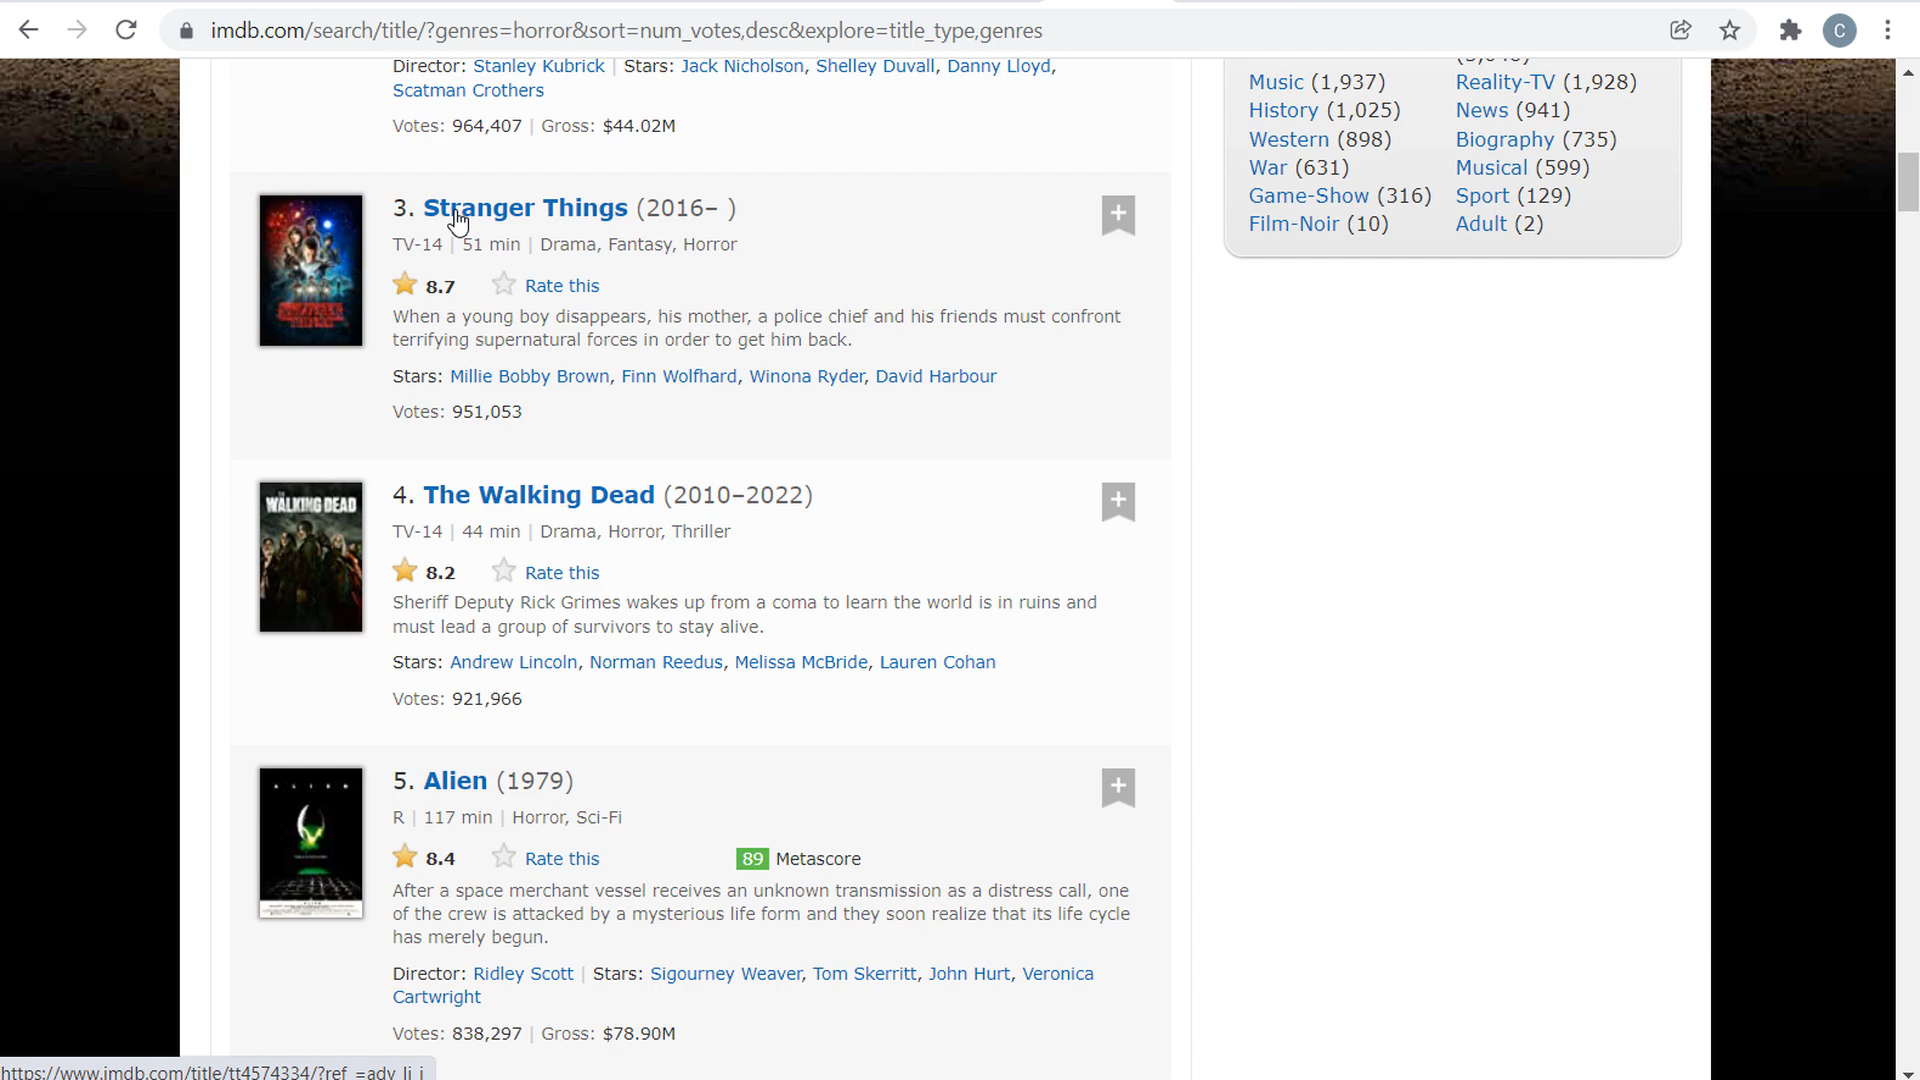 imdb.com/search/title/?genres=horror&sort=num_votes,desc&explore=title_type,genres
C
Director: Stanley Kubrick | Stars: Jack Nicholson, Shelley Duvall, Danny Lloyd,
Scatman Crothers
Votes: 964,407 | Gross: $44.02M
3. Stranger Things (2016– )
TV-14 | 51 min | Drama, Fantasy, Horror
8.7 Rate this
When a young boy disappears, his mother, a police chief and his friends must confront
terrifying supernatural forces in order to get him back.
Stars: Millie Bobby Brown, Finn Wolfhard, Winona Ryder, David Harbour
Votes: 951,053
THE
WALKING DEAD
4. The Walking Dead (2010–2022)
TV-14 | 44 min | Drama, Horror, Thriller
8.2 Rate this
Sheriff Deputy Rick Grimes wakes up from a coma to learn the world is in ruins and
must lead a group of survivors to stay alive.
Stars: Andrew Lincoln, Norman Reedus, Melissa McBride, Lauren Cohan
Votes: 921,966
ALIEN
5. Alien (1979)
R | 117 min | Horror, Sci-Fi
8.4 Rate this 89 Metascore
After a space merchant vessel receives an unknown transmission as a distress call, one
of the crew is attacked by a mysterious life form and they soon realize that its life cycle
has merely begun.
Director: Ridley Scott | Stars: Sigourney Weaver, Tom Skerritt, John Hurt, Veronica
Cartwright
Votes: 838,297 | Gross: $78.90M
Music (1,937) Reality-TV (1,928)
History (1,025) News (941)
Western (898) Biography (735)
War (631) Musical (599)
Game-Show (316) Sport (129)
Film-Noir (10) Adult (2)
https://www.imdb.com/title/tt4574334/?ref_=adv_li_i